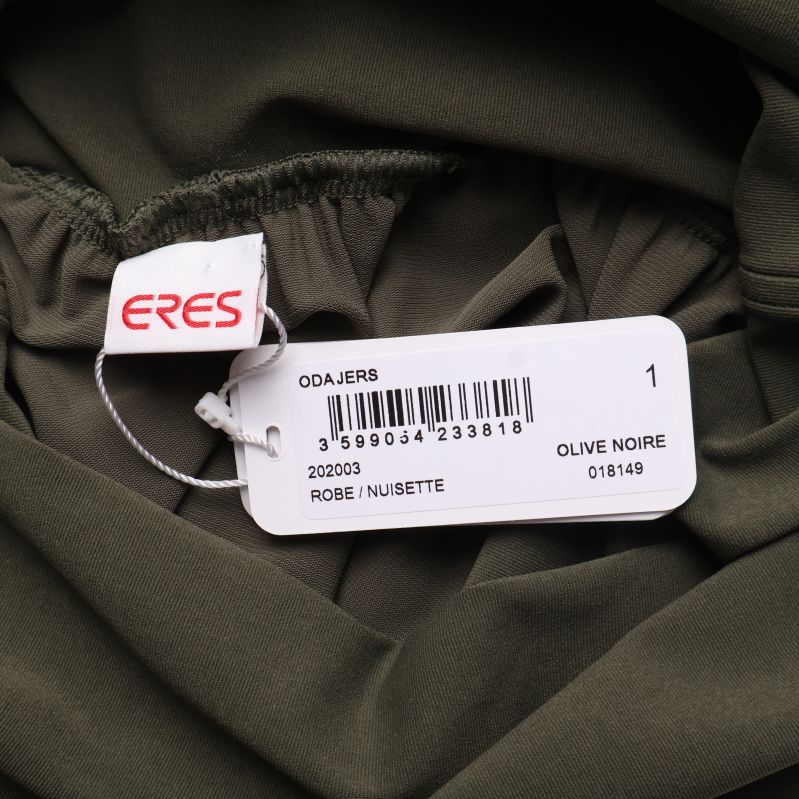 ERES
ODAJERS
1
3 599054 233818
202003
ROBE / NUISETTE
OLIVE NOIRE
018149